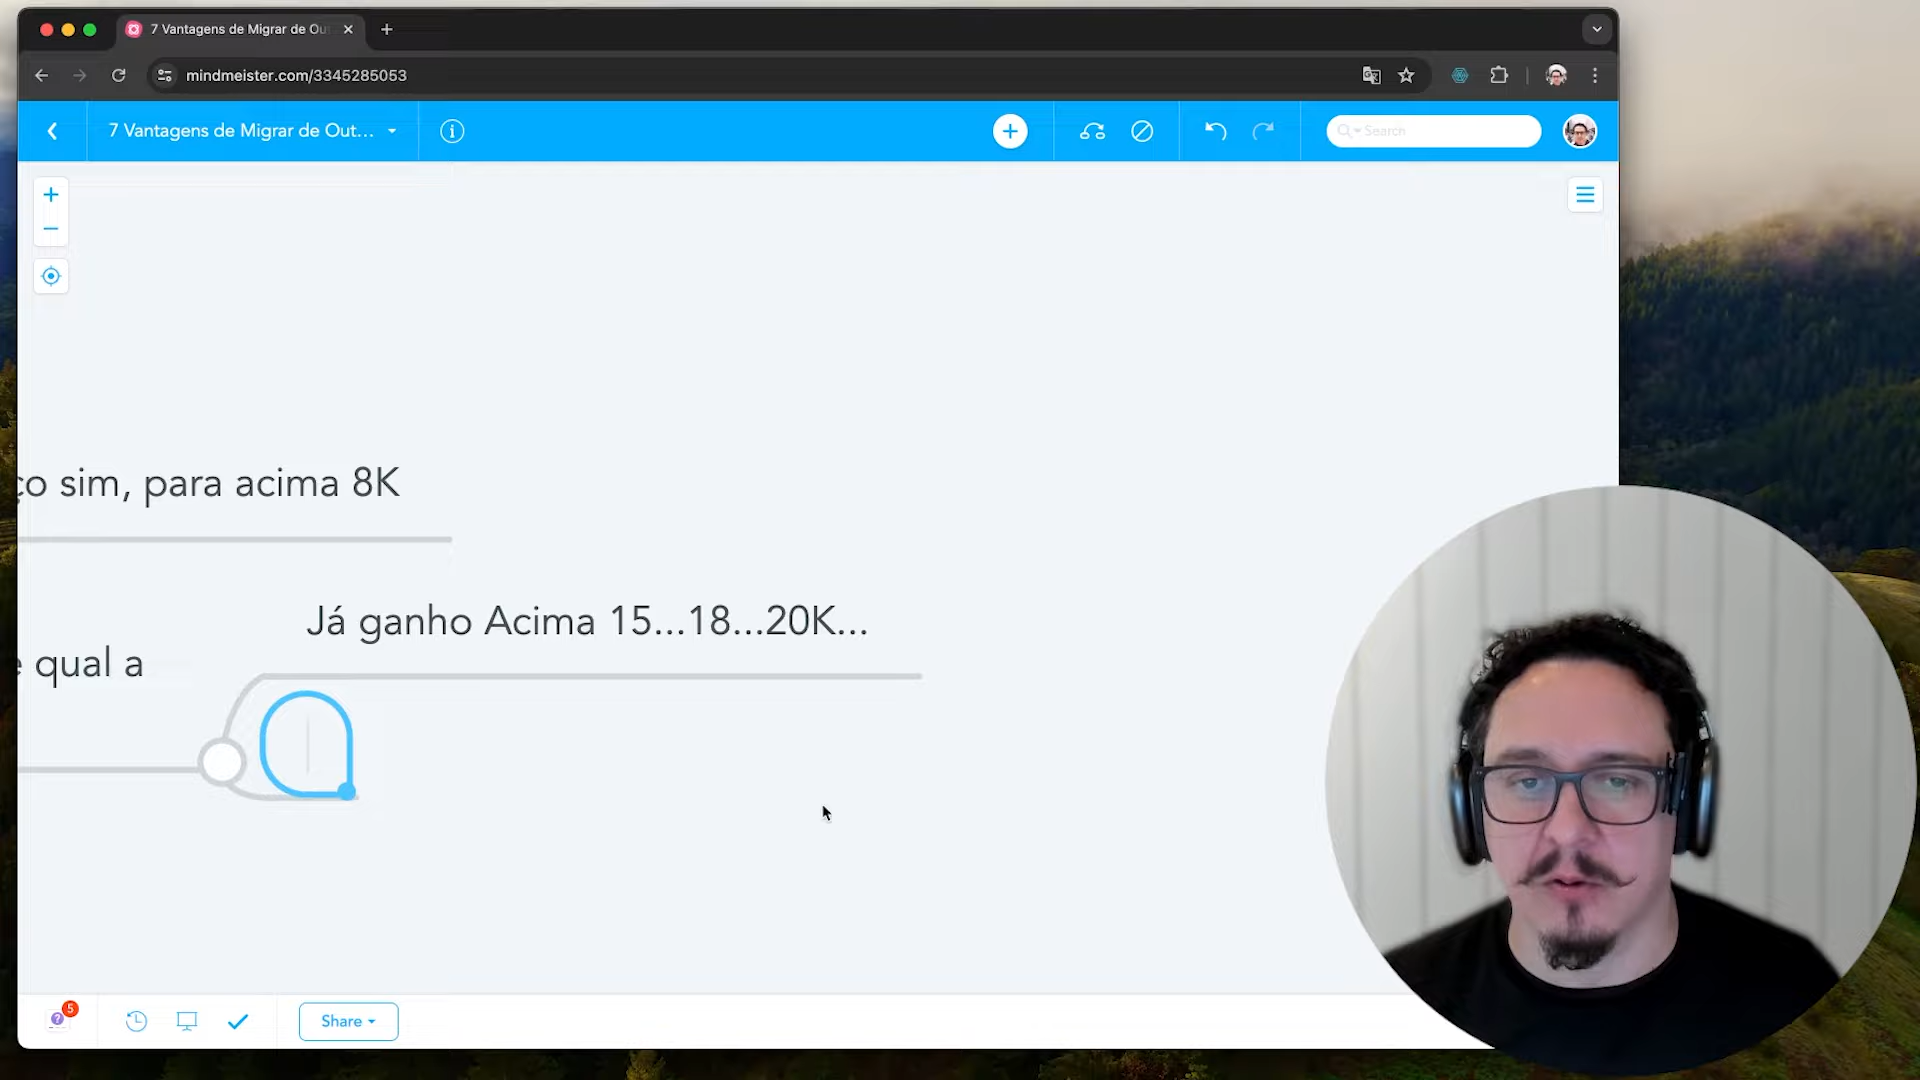 7 Vantagens de Migrar de Ou
mindmeister.com/3345285053
7 Vantagens de Migrar de Out...
Search
ço sim, para acima 8K
Já ganho Acima 15...18...20K...
e qual a
5
?
Share